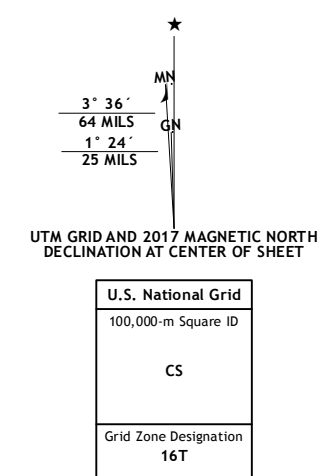 ★
MN
3° 36´
64 MILS
GN
1° 24´
25 MILS
UTM GRID AND 2017 MAGNETIC NORTH
DECLINATION AT CENTER OF SHEET
U.S. National Grid
100,000-m Square ID
CS
Grid Zone Designation
16T